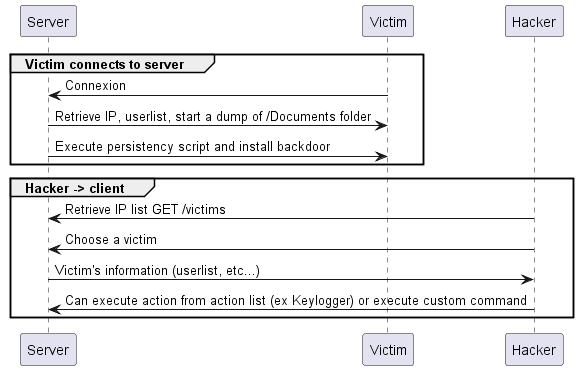 Server Victim Hacker
Victim connects to server
Connexion
Retrieve IP, userlist, start a dump of /Documents folder
Execute persistency script and install backdoor
Hacker -> client
Retrieve IP list GET /victims
Choose a victim
Victim's information (userlist, etc...)
Can execute action from action list (ex Keylogger) or execute custom command
Server Victim Hacker